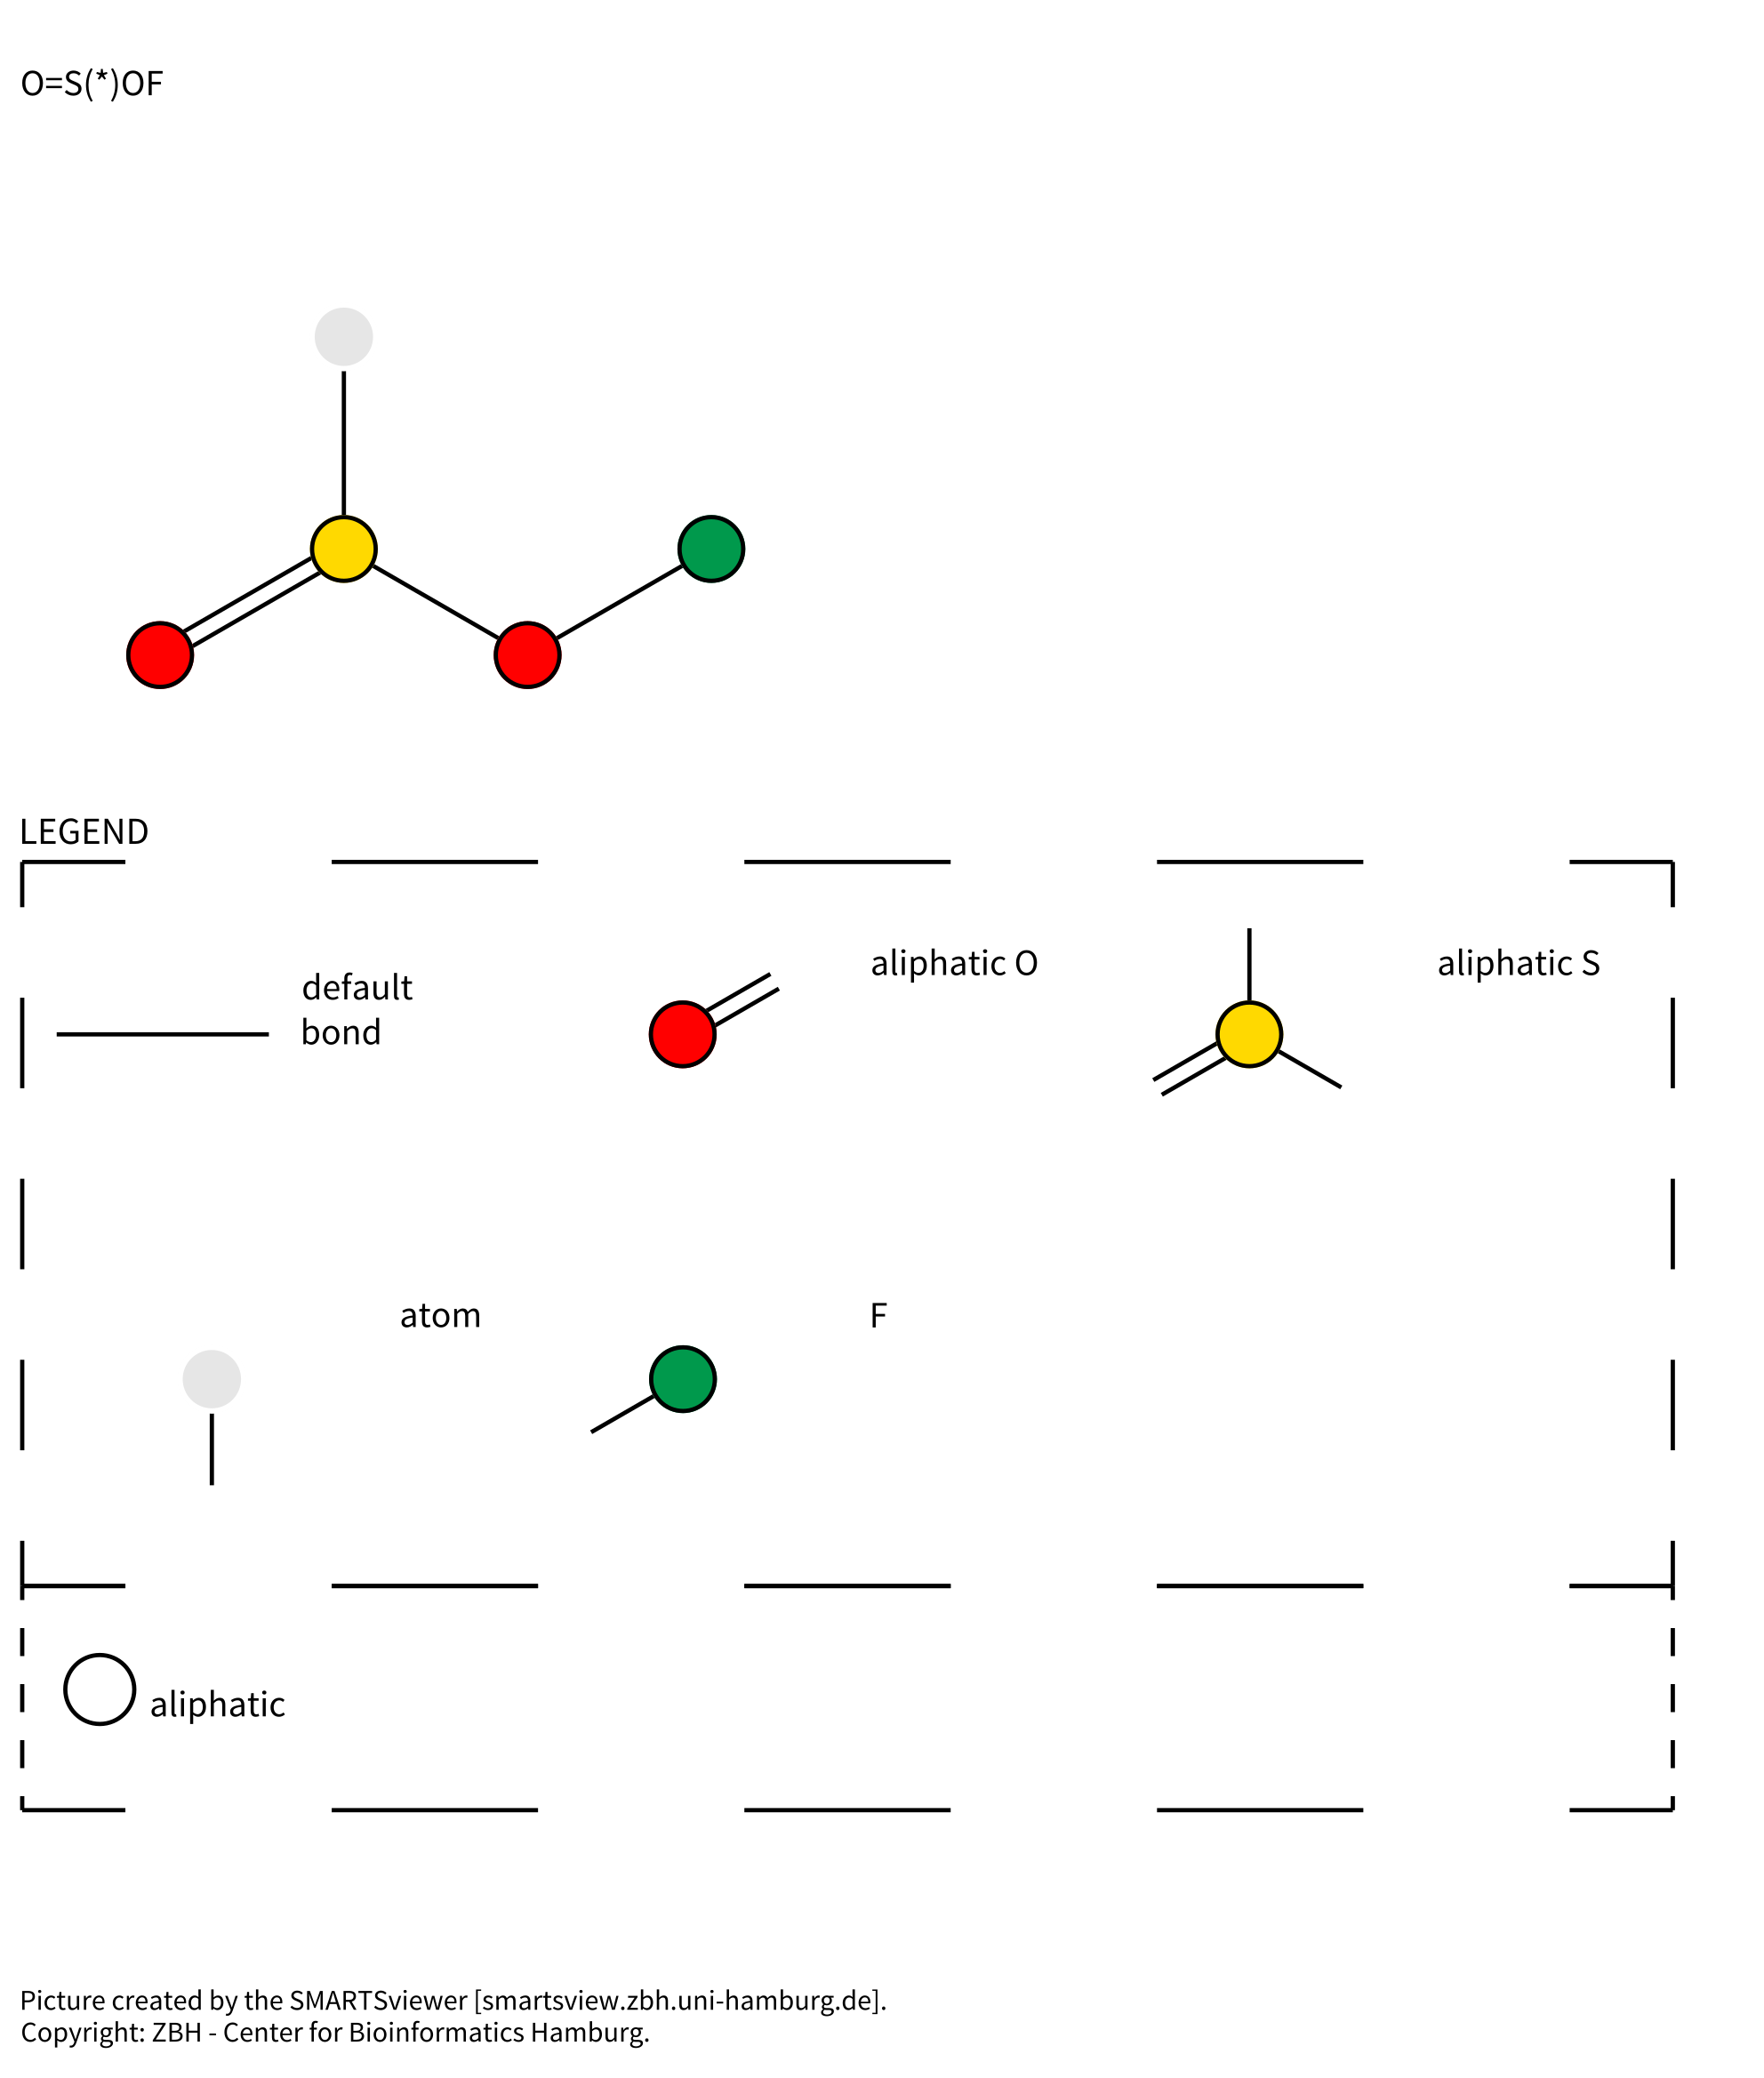 O=S(*)OF
LEGEND
default
bond
aliphatic O
aliphatic S
atom
F
aliphatic
Picture created by the SMARTSviewer [smartsview.zbh.uni-hamburg.de].
Copyright: ZBH - Center for Bioinformatics Hamburg.